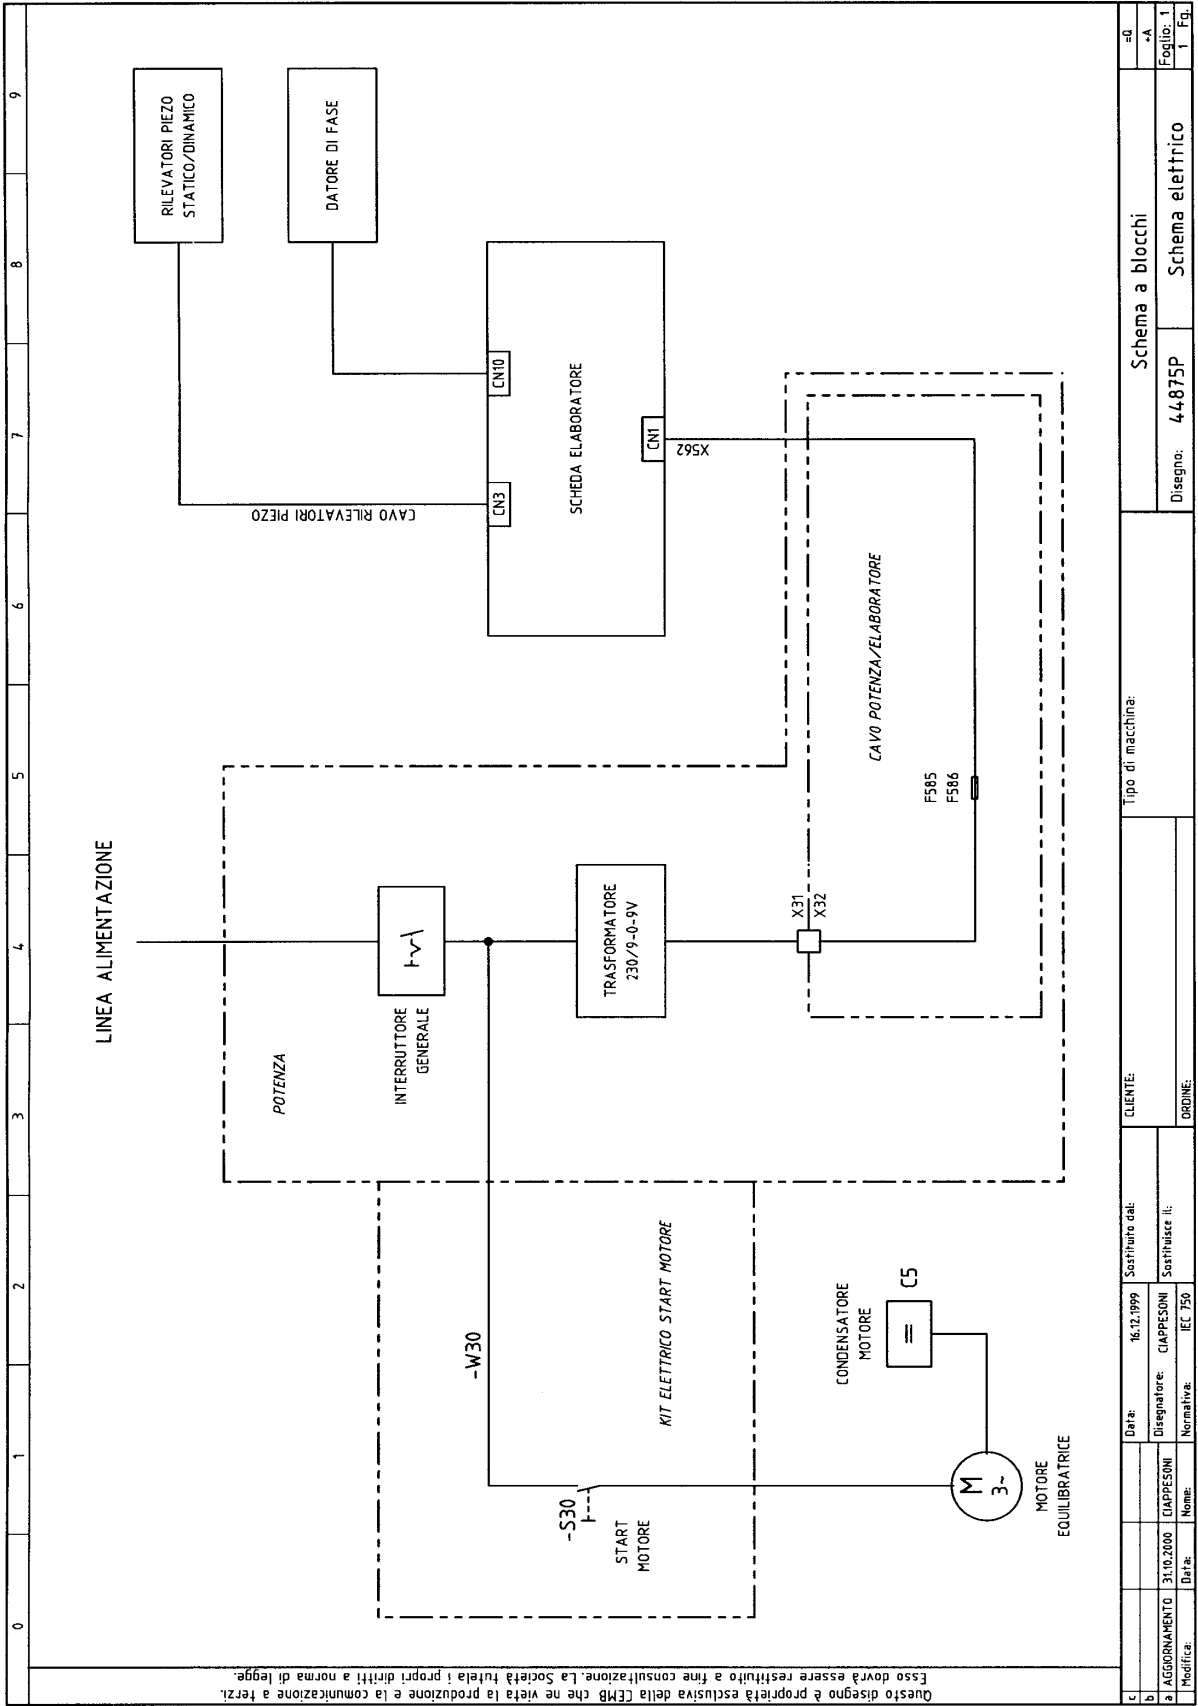 0 1 2 3 4 5 6 7 8 9
LINEA ALIMENTAZIONE
RILEVATORI PIEZO
STATICO/DINAMICO
DATORE DI FASE
CAVO RILEVATORI PIEZO
CN3
CN10
SCHEDA ELABORATORE
CN1
X562
POTENZA
INTERRUTTORE
GENERALE
TRASFORMATORE
230/9-0-9V
X31
X32
CAVO POTENZA/ELABORATORE
F585
F586
-W30
KIT ELETTRICO START MOTORE
-S30
START
MOTORE
CONDENSATORE
MOTORE
C5
M
3~
MOTORE
EQUILIBRATRICE
Questo disegno è proprietà esclusiva della CEMB che ne vieta la produzione e la comunicazione a terzi.
Esso dovrà essere restituito a fine consultazione. La Società tutela i propri diritti a norma di legge.
c
b
a AGGIORNAMENTO 31.10.2000 CIAPPESONI
Modifica: Data: Nome:
Data: 16.12.1999
Disegnatore: CIAPPESONI
Normativa: IEC 750
Sostituito dal:
Sostituisce il:
CLIENTE:
ORDINE:
Tipo di macchina:
Schema a blocchi
Disegno: 44875P
Schema elettrico
=Q
+A
Foglio: 1
1 Fg.